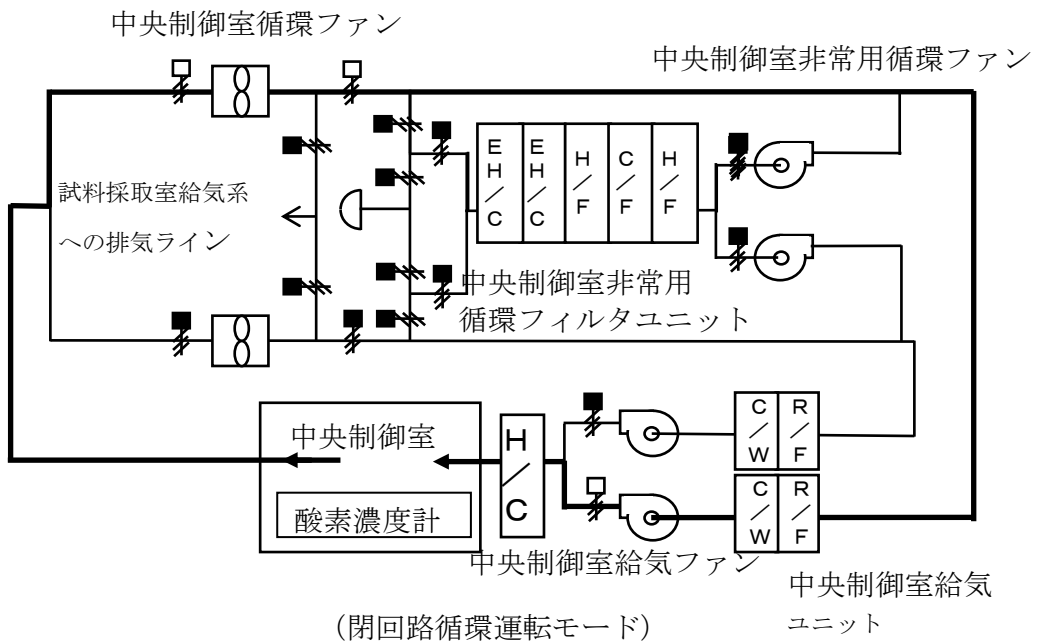 中央制御室循環ファン
中央制御室非常用循環ファン
EH/C
EH/C
H/F
C/F
H/F
試料採取室給気系
への排気ライン
中央制御室非常用
循環フィルタユニット
中央制御室
酸素濃度計
H/C
C/W
R/F
C/W
R/F
中央制御室給気ファン
中央制御室給気
ユニット
(閉回路循環運転モード)